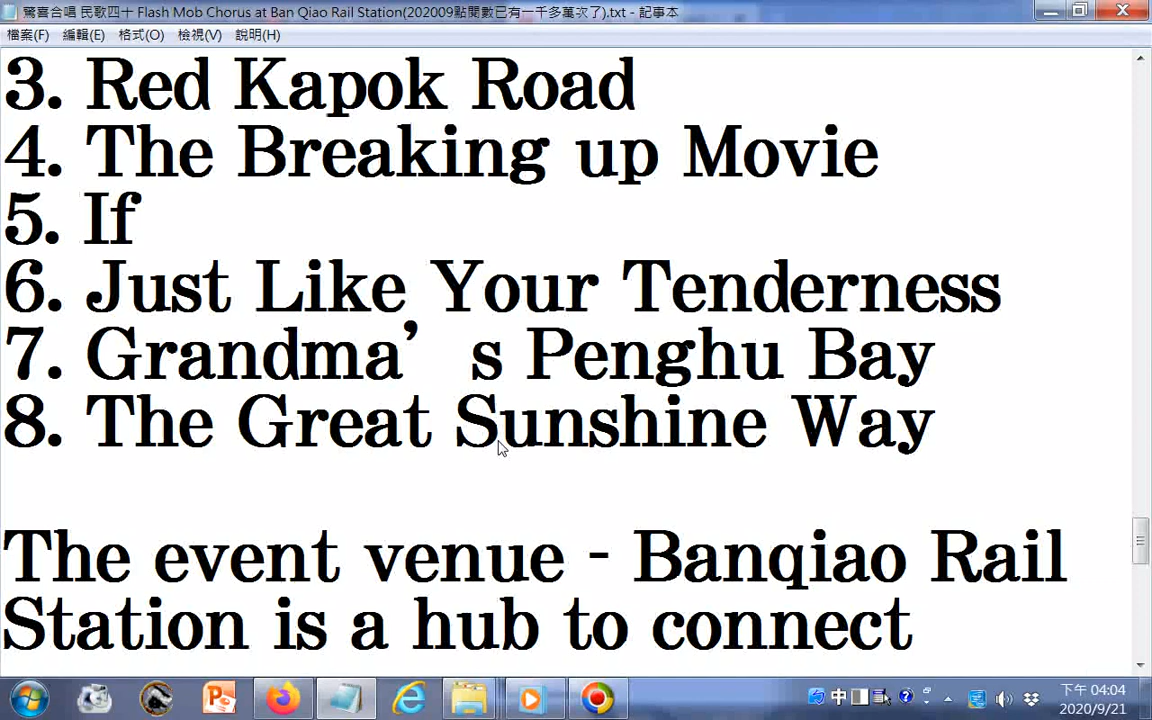 驚喜合唱 民歌四十 Flash Mob Chorus at Ban Qiao Rail Station(202009點閱數已有一千多萬次了).txt - 記事本
檔案(F) 編輯(E) 格式(O) 檢視(V) 說明(H)
3. Red Kapok Road
4. The Breaking up Movie
5. If
6. Just Like Your Tenderness
7. Grandma’s Penghu Bay
8. The Great Sunshine Way
The event venue - Banqiao Rail
Station is a hub to connect
中
下午 04:04
2020/9/21